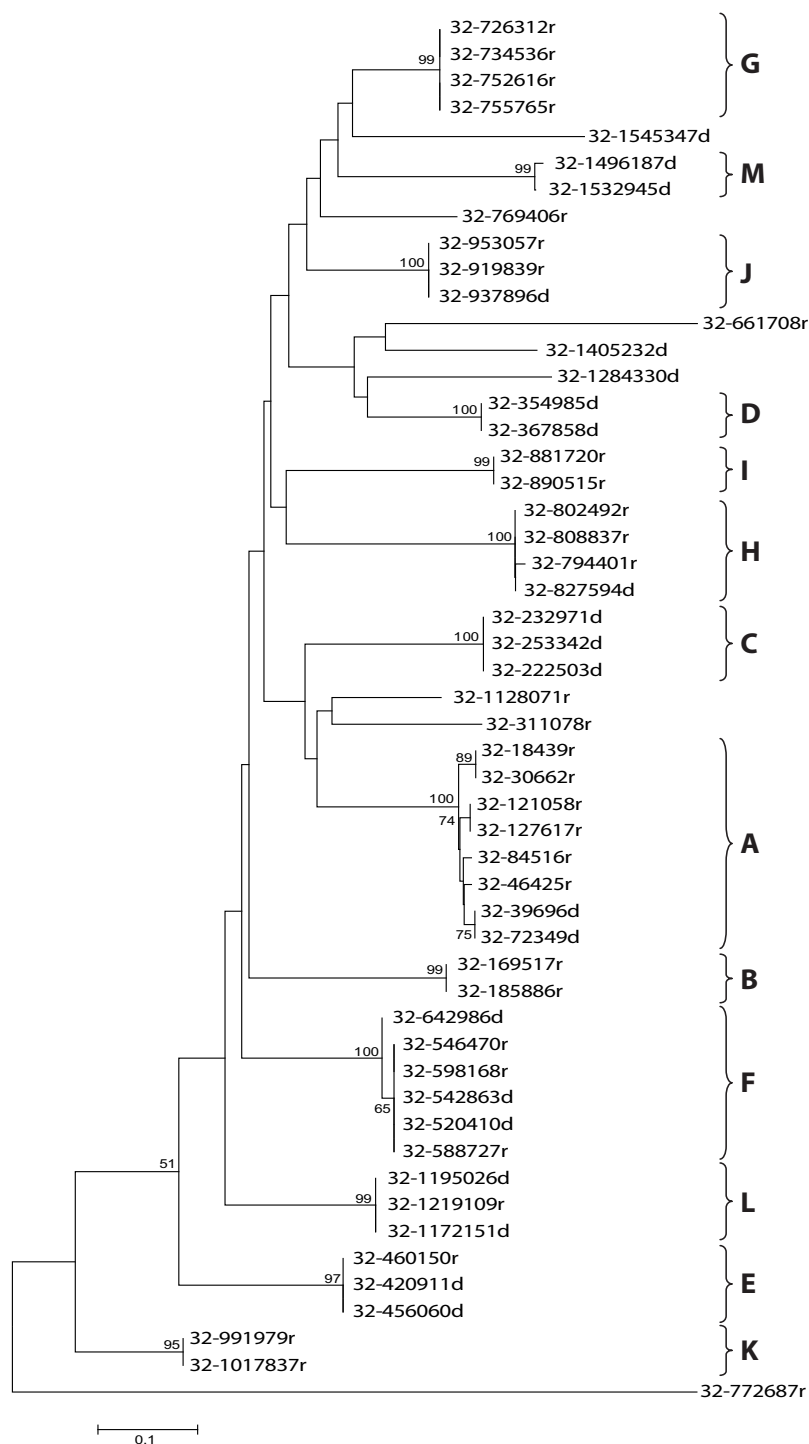 32-726312r
32-734536r
99
32-752616r
G
32-755765r
32-1545347d
32-1496187d
99
M
32-1532945d
32-769406r
32-953057r
100
32-919839r
J
32-937896d
32-661708r
32-1405232d
32-1284330d
32-354985d
100
D
32-367858d
32-881720r
99
I
32-890515r
32-802492r
32-808837r
100
H
32-794401r
32-827594d
32-232971d
100
32-253342d
C
32-222503d
32-1128071r
32-311078r
32-18439r
89
32-30662r
100
32-121058r
74
32-127617r
A
32-84516r
32-46425r
32-39696d
75
32-72349d
32-169517r
99
B
32-185886r
32-642986d
32-546470r
100
32-598168r
F
32-542863d
65
32-520410d
32-588727r
32-1195026d
51
99
32-1219109r
L
32-1172151d
32-460150r
97
32-420911d
E
32-456060d
32-991979r
95
K
32-1017837r
32-772687r
0.1